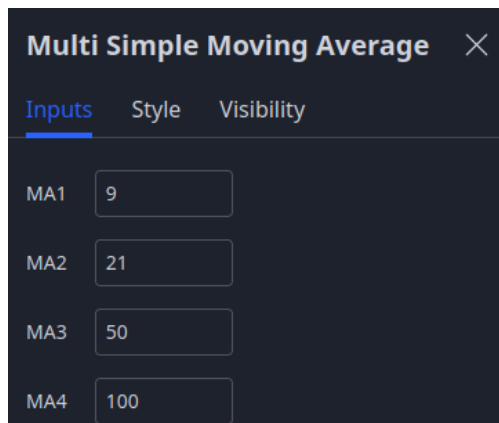 Multi Simple Moving Average
Inputs Style Visibility
MA1 9
MA2 21
MA3 50
MA4 100